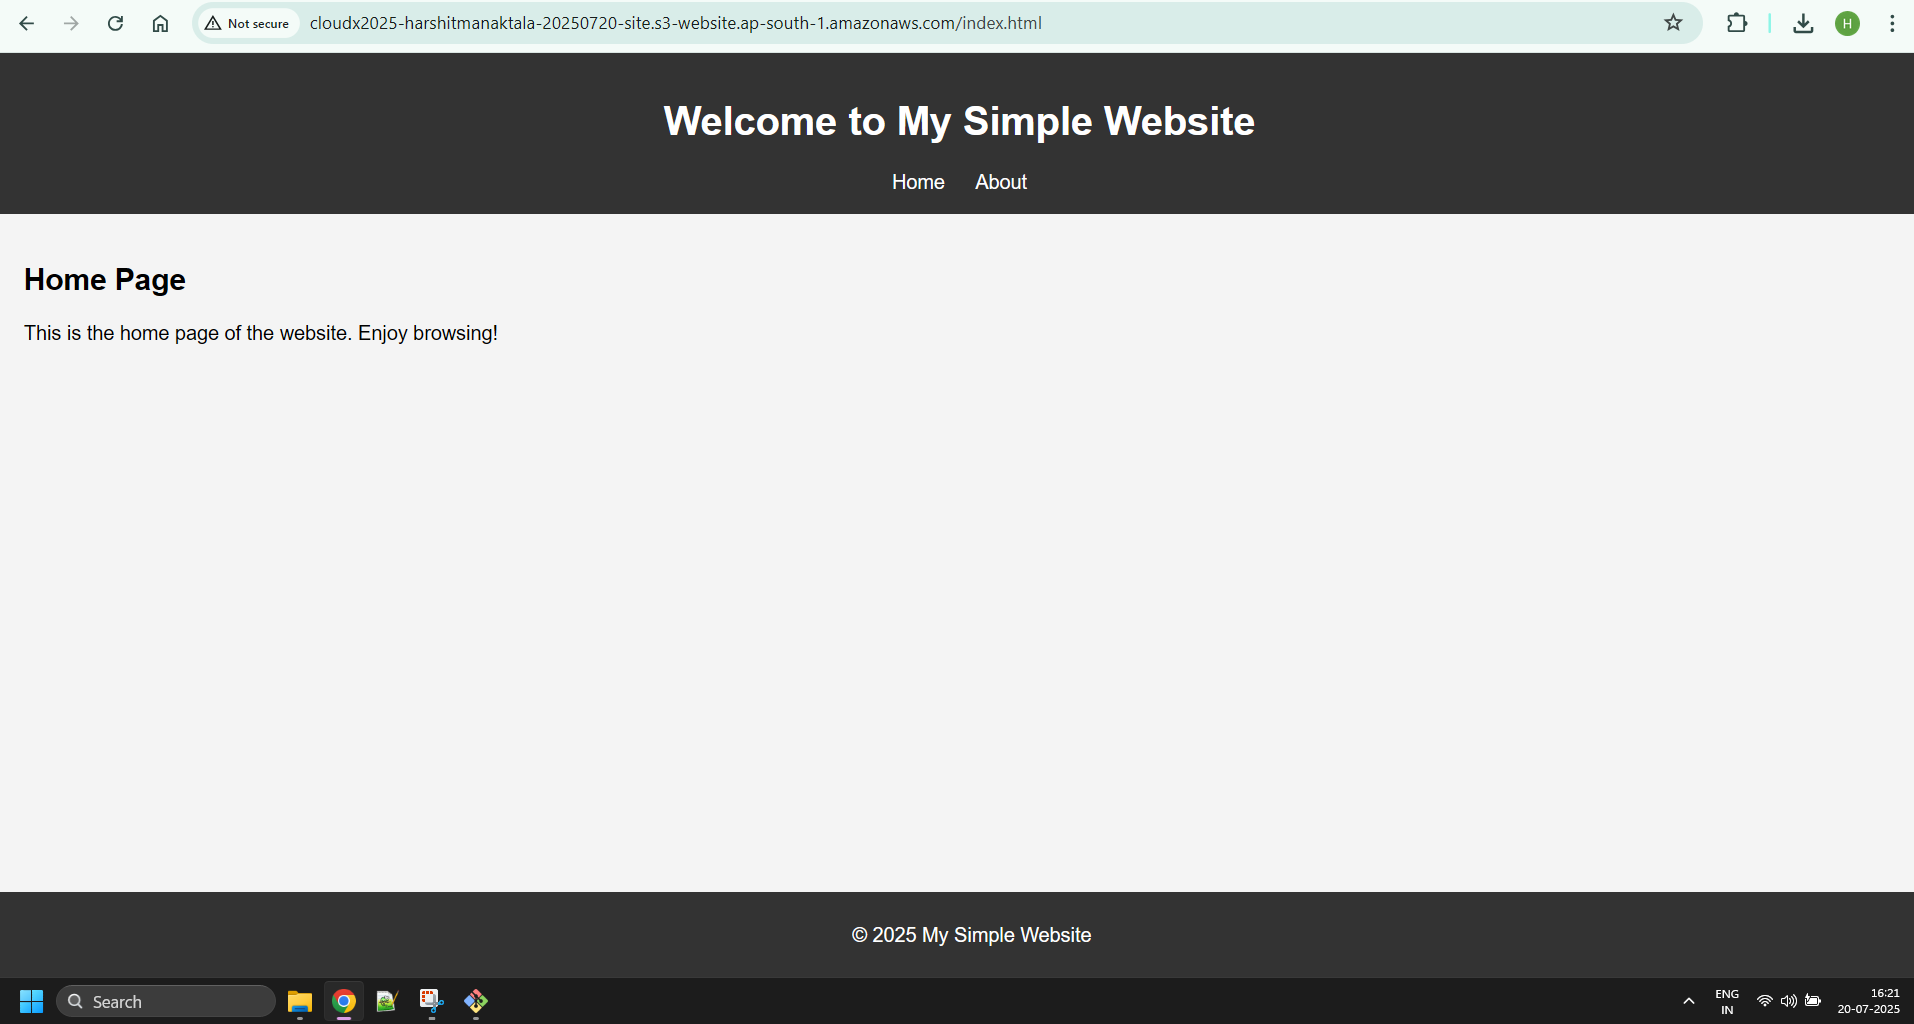 Not secure
cloudx2025-harshitmanaktala-20250720-site.s3-website.ap-south-1.amazonaws.com/index.html
H
Welcome to My Simple Website
Home About
Home Page
This is the home page of the website. Enjoy browsing!
© 2025 My Simple Website
Search
ENG
IN
16:21
20-07-2025